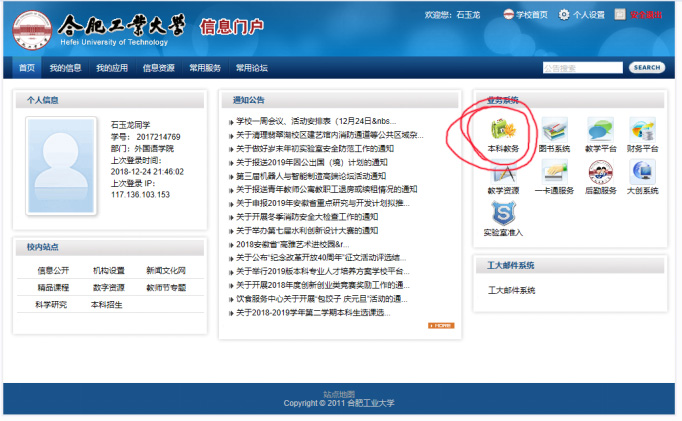 合肥工业大学 信息门户
Hefei University of Technology
欢迎您: 石玉龙 学校首页 个人设置 安全退出
首页 我的信息 我的应用 信息资源 常用服务 常用论坛
公告搜索 SEARCH
个人信息
石玉龙同学
学号: 2017214769
部门: 外国语学院
上次登录时间:
2018-12-24 21:46:02
上次登录 IP:
117.136.103.153
校内站点
信息公开 机构设置 新闻文化网
精品课程 数字资源 教师节专题
科学研究 本科招生
通知公告
学校一周会议、活动安排表（12月24日&nbs...
关于清理翡翠湖校区建艺馆内消防通道等公共区域杂...
关于做好岁末年初实验室安全防范工作的通知
关于报送2019年因公出国（境）计划的通知
第三届机器人与智能制造高端论坛活动通知
关于报送青年教师公寓教职工退房或续租情况的通知
关于申报2019年安徽省重点研究与开发计划拟推...
关于开展冬季消防安全大检查工作的通知
关于举办第七届水利创新设计大赛的通知
2018安徽省“高雅艺术进校园&r...
关于公布“纪念改革开放40周年”征文活动评选结...
关于举行2019版本科专业人才培养方案学校平台...
关于开展2018年度创新创业类竞赛奖励工作的通...
饮食服务中心关于开展“包饺子 庆元旦”活动的通...
关于2018-2019学年第二学期本科生选课选...
MORE
业务系统
本科教务 图书系统 教学平台 财务平台
教学资源 一卡通服务 后勤服务 大创系统
实验室准入
工大邮件系统
工大邮件系统
站点地图
Copyright © 2011 合肥工业大学